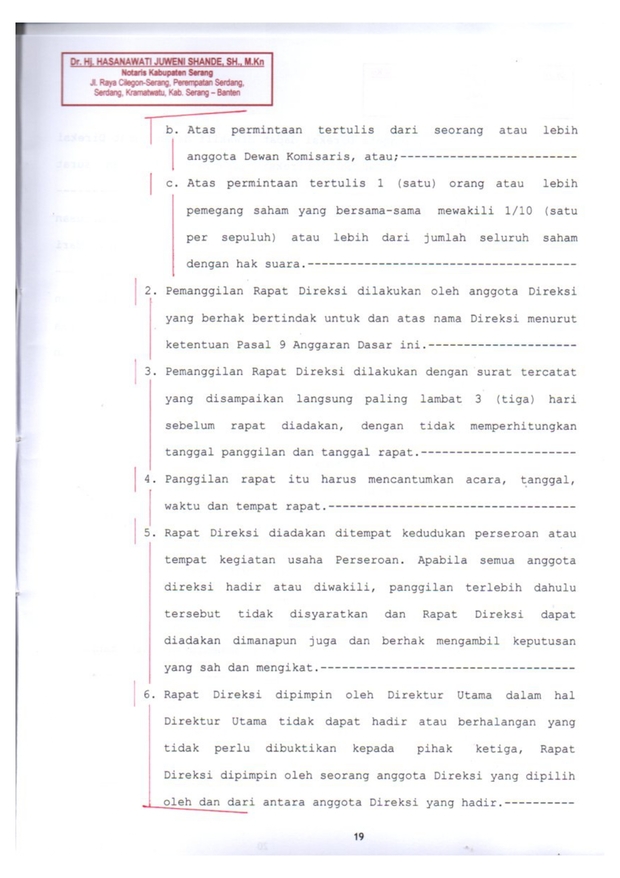 Dr. Hj. HASANAWATI JUWENI SHANDE, SH., M.Kn
Notaris Kabupaten Serang
Jl. Raya Cilegon-Serang, Perempatan Serdang,
Serdang, Kramatwatu, Kab. Serang – Banten
b. Atas permintaan tertulis dari seorang atau lebih
anggota Dewan Komisaris, atau;-------------------------
c. Atas permintaan tertulis 1 (satu) orang atau lebih
pemegang saham yang bersama-sama mewakili 1/10 (satu
per sepuluh) atau lebih dari jumlah seluruh saham
dengan hak suara.--------------------------------------
2. Pemanggilan Rapat Direksi dilakukan oleh anggota Direksi
yang berhak bertindak untuk dan atas nama Direksi menurut
ketentuan Pasal 9 Anggaran Dasar ini.---------------------
3. Pemanggilan Rapat Direksi dilakukan dengan surat tercatat
yang disampaikan langsung paling lambat 3 (tiga) hari
sebelum rapat diadakan, dengan tidak memperhitungkan
tanggal panggilan dan tanggal rapat.----------------------
4. Panggilan rapat itu harus mencantumkan acara, tanggal,
waktu dan tempat rapat.-----------------------------------
5. Rapat Direksi diadakan ditempat kedudukan perseroan atau
tempat kegiatan usaha Perseroan. Apabila semua anggota
direksi hadir atau diwakili, panggilan terlebih dahulu
tersebut tidak disyaratkan dan Rapat Direksi dapat
diadakan dimanapun juga dan berhak mengambil keputusan
yang sah dan mengikat.------------------------------------
6. Rapat Direksi dipimpin oleh Direktur Utama dalam hal
Direktur Utama tidak dapat hadir atau berhalangan yang
tidak perlu dibuktikan kepada pihak ketiga, Rapat
Direksi dipimpin oleh seorang anggota Direksi yang dipilih
oleh dan dari antara anggota Direksi yang hadir.----------
19